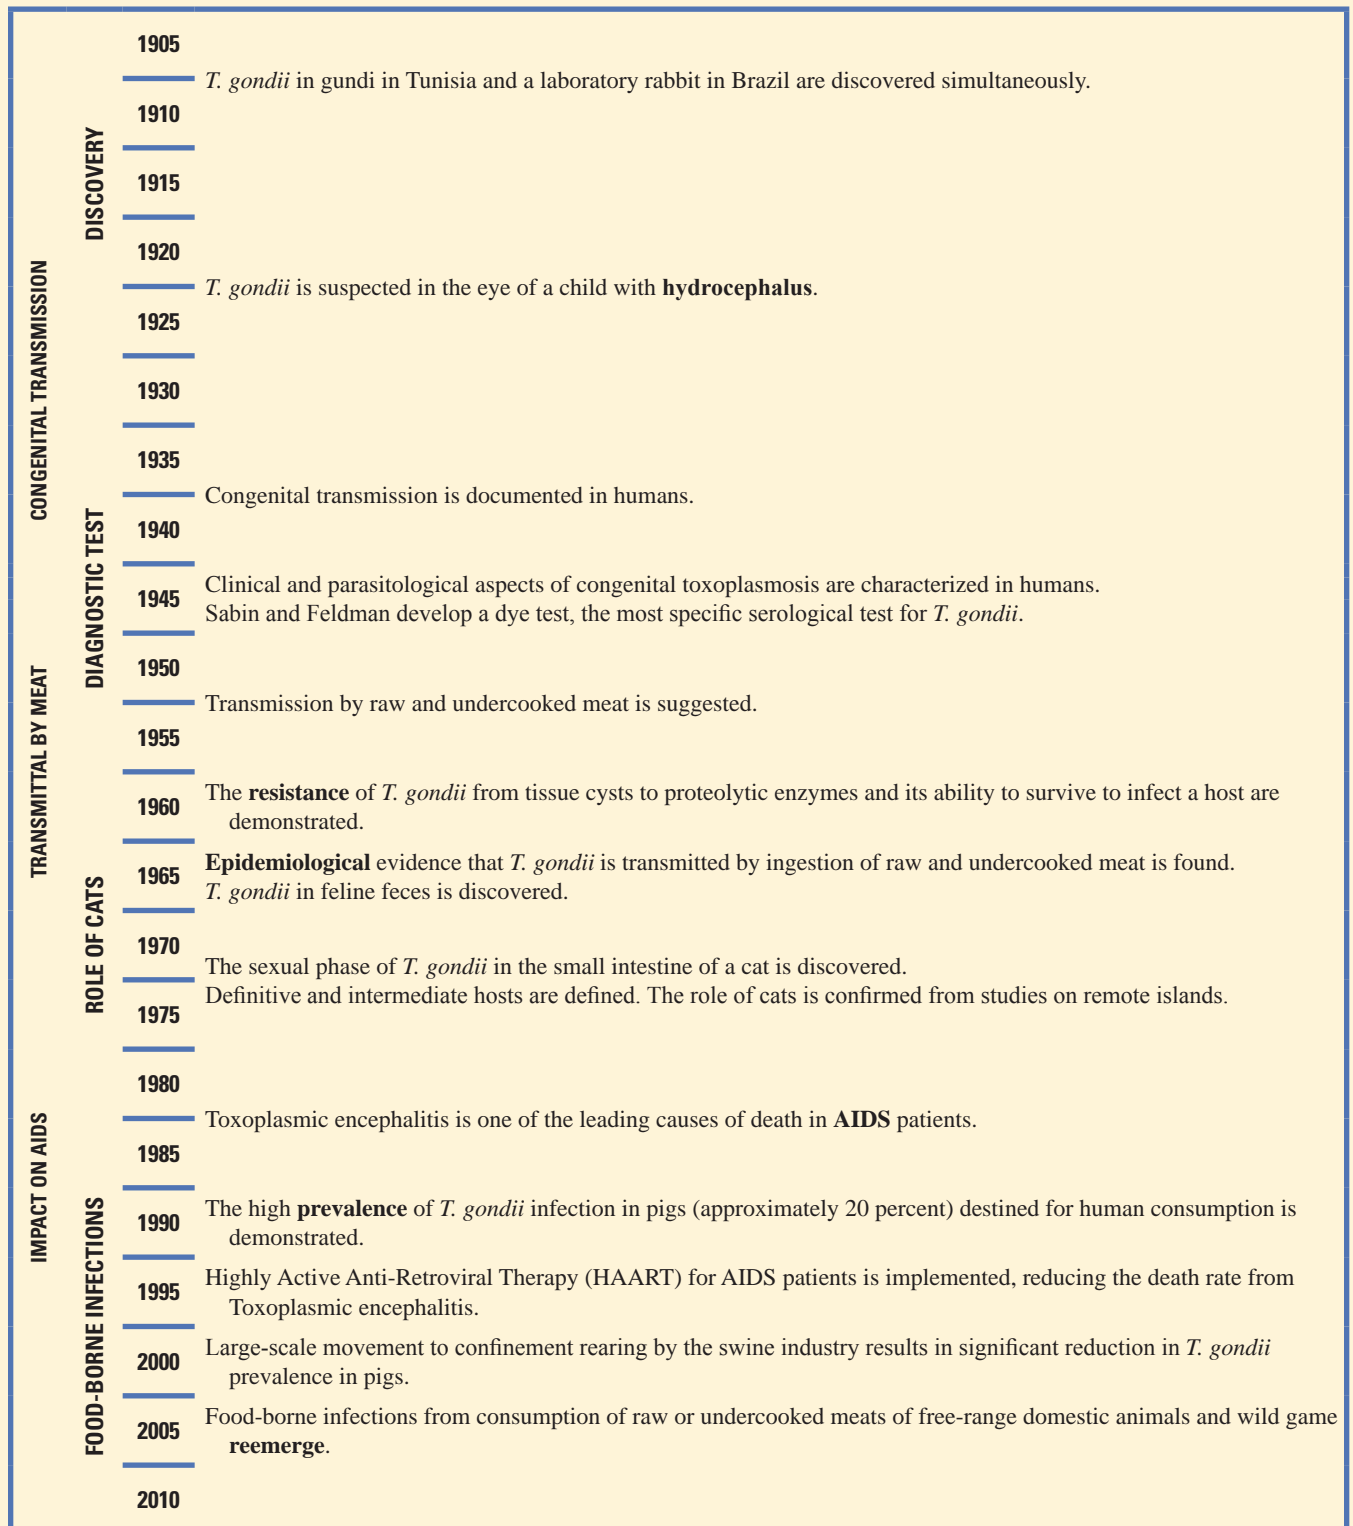 1905
T. gondii in gundi in Tunisia and a laboratory rabbit in Brazil are discovered simultaneously.
1910
DISCOVERY
1915
1920
CONGENITAL TRANSMISSION
T. gondii is suspected in the eye of a child with hydrocephalus.
1925
1930
1935
Congenital transmission is documented in humans.
1940
DIAGNOSTIC TEST
Clinical and parasitological aspects of congenital toxoplasmosis are characterized in humans.
1945
Sabin and Feldman develop a dye test, the most specific serological test for T. gondii.
1950
TRANSMITTAL BY MEAT
Transmission by raw and undercooked meat is suggested.
1955
The resistance of T. gondii from tissue cysts to proteolytic enzymes and its ability to survive to infect a host are
1960
demonstrated.
Epidemiological evidence that T. gondii is transmitted by ingestion of raw and undercooked meat is found.
1965
T. gondii in feline feces is discovered.
ROLE OF CATS
1970
The sexual phase of T. gondii in the small intestine of a cat is discovered.
Definitive and intermediate hosts are defined. The role of cats is confirmed from studies on remote islands.
1975
1980
Toxoplasmic encephalitis is one of the leading causes of death in AIDS patients.
IMPACT ON AIDS
1985
The high prevalence of T. gondii infection in pigs (approximately 20 percent) destined for human consumption is
1990
demonstrated.
FOOD-BORNE INFECTIONS
Highly Active Anti-Retroviral Therapy (HAART) for AIDS patients is implemented, reducing the death rate from
1995
Toxoplasmic encephalitis.
Large-scale movement to confinement rearing by the swine industry results in significant reduction in T. gondii
2000
prevalence in pigs.
Food-borne infections from consumption of raw or undercooked meats of free-range domestic animals and wild game
2005
reemerge.
2010